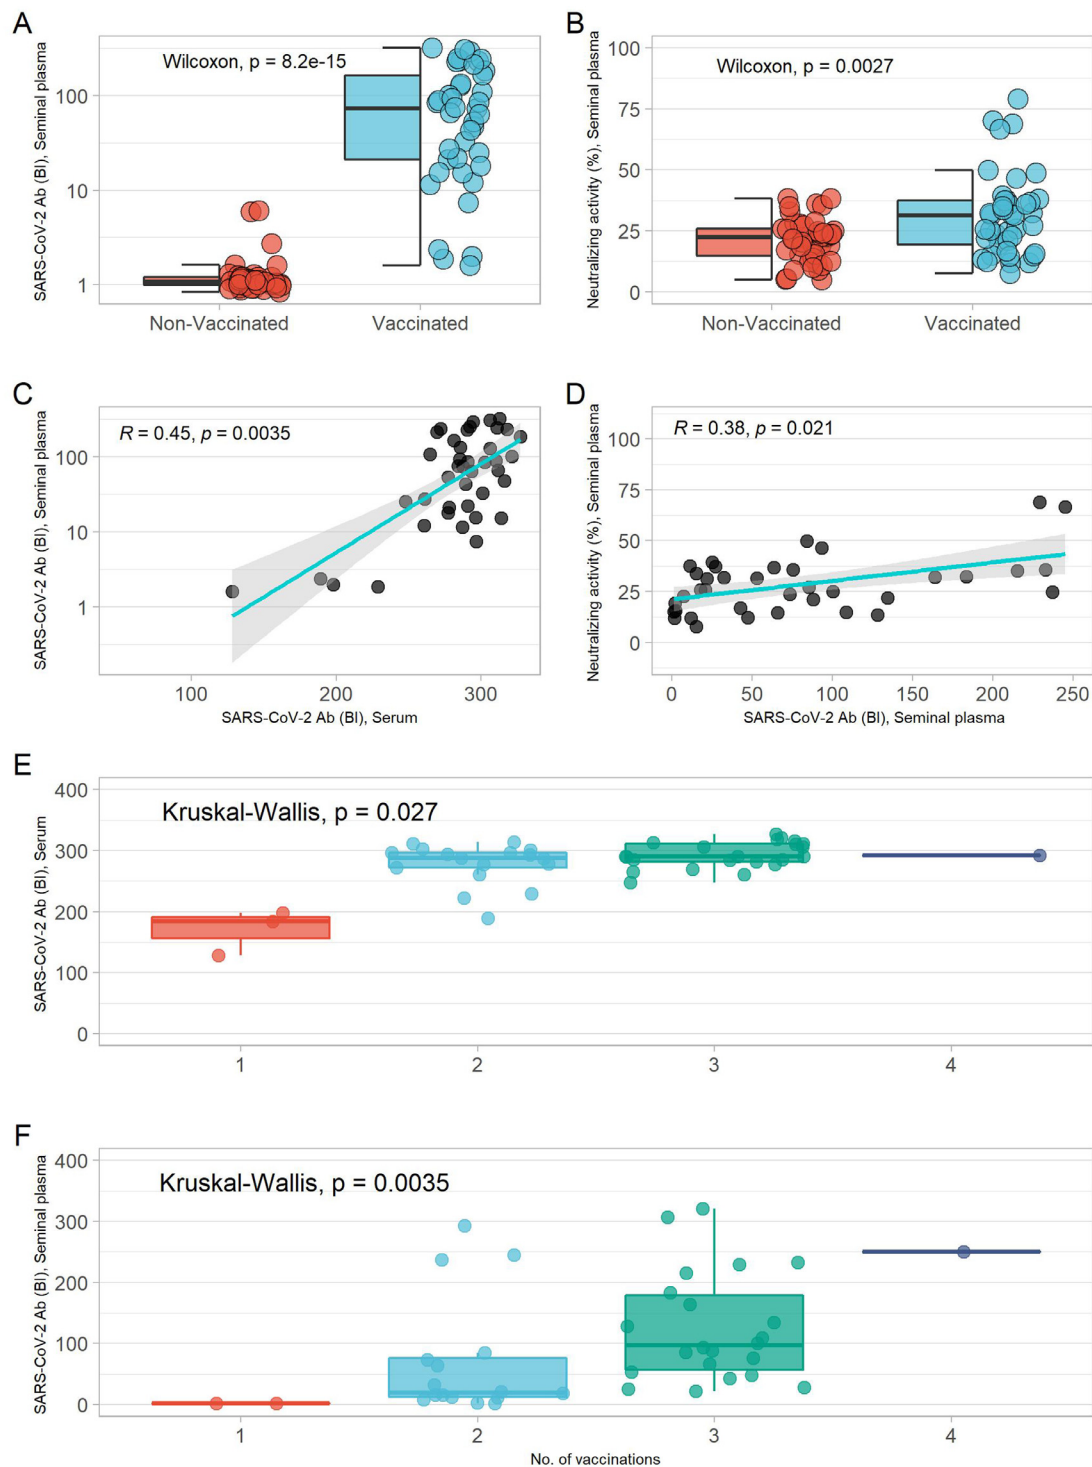 A
SARS-CoV-2 Ab (BI), Seminal plasma
Wilcoxon, p = 8.2e-15
100
10
1
Non-Vaccinated
Vaccinated
B
Neutralizing activity (%), Seminal plasma
Wilcoxon, p = 0.0027
100
75
50
25
0
Non-Vaccinated
Vaccinated
C
SARS-CoV-2 Ab (BI), Seminal plasma
R = 0.45, p = 0.0035
100
10
1
100
200
300
SARS-CoV-2 Ab (BI), Serum
D
Neutralizing activity (%), Seminal plasma
R = 0.38, p = 0.021
100
75
50
25
0
0
50
100
150
200
250
SARS-CoV-2 Ab (BI), Seminal plasma
E
SARS-CoV-2 Ab (BI), Serum
Kruskal-Wallis, p = 0.027
400
300
200
100
0
1
2
3
4
F
SARS-CoV-2 Ab (BI), Seminal plasma
Kruskal-Wallis, p = 0.0035
400
300
200
100
0
1
2
3
4
No. of vaccinations